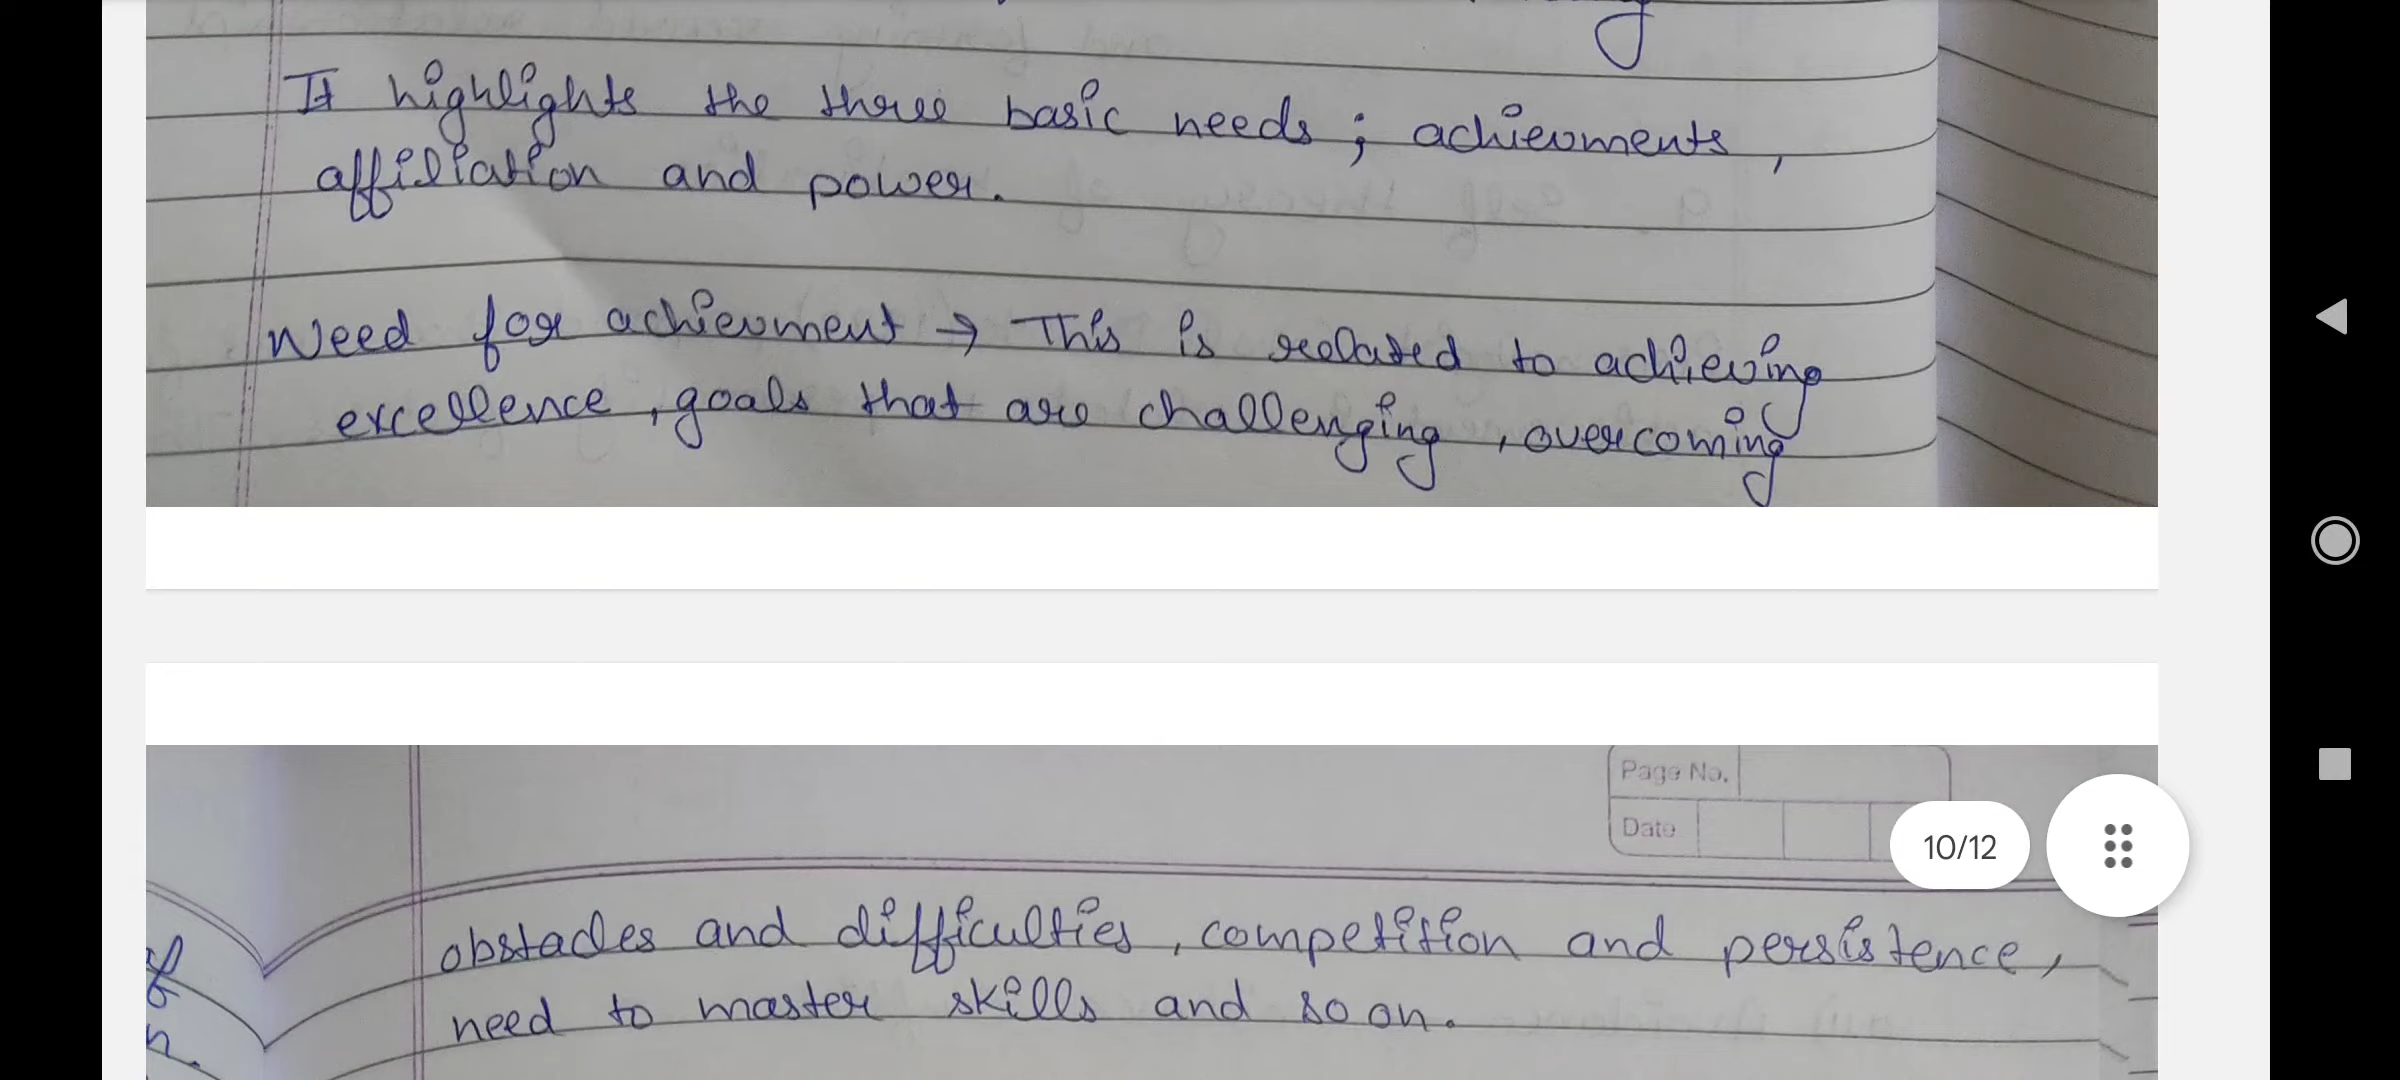 It highlights the three basic needs ; achievments ,
affiliation and power.
Need for achievment → This is related to achieving
excellence , goals that are challenging , overcoming
Page No.
Date
10/12
obstacles and difficulties , competition and persistence ,
need to master skills and so on.